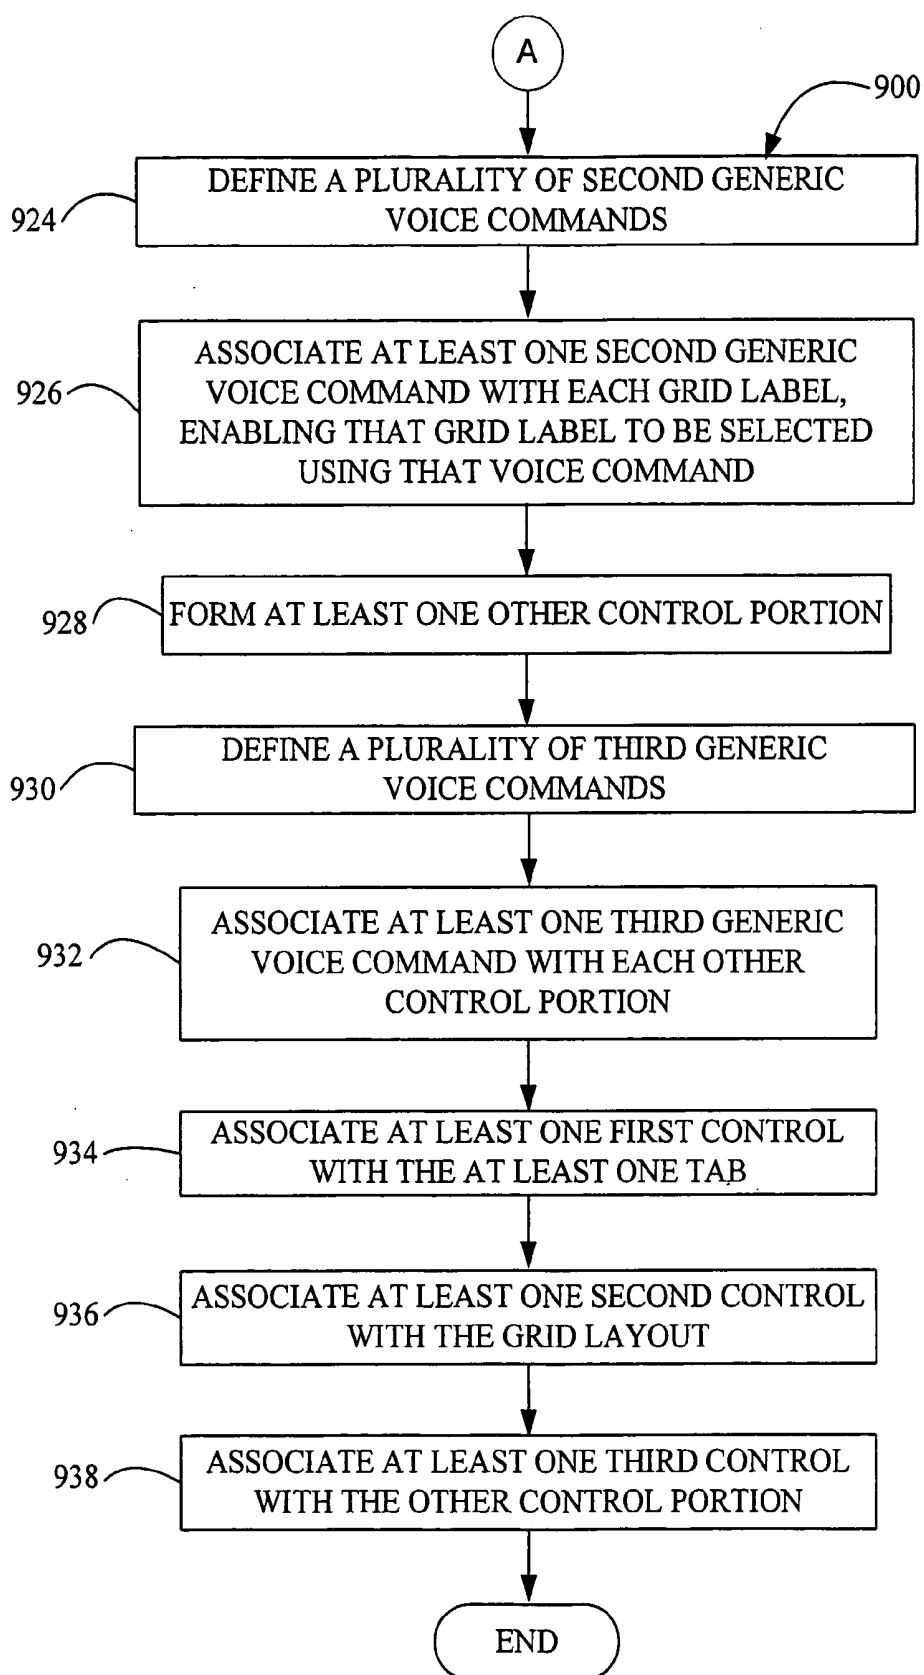 A
900
DEFINE A PLURALITY OF SECOND GENERIC
VOICE COMMANDS
924
ASSOCIATE AT LEAST ONE SECOND GENERIC
VOICE COMMAND WITH EACH GRID LABEL,
ENABLING THAT GRID LABEL TO BE SELECTED
USING THAT VOICE COMMAND
926
FORM AT LEAST ONE OTHER CONTROL PORTION
928
DEFINE A PLURALITY OF THIRD GENERIC
VOICE COMMANDS
930
ASSOCIATE AT LEAST ONE THIRD GENERIC
VOICE COMMAND WITH EACH OTHER
CONTROL PORTION
932
ASSOCIATE AT LEAST ONE FIRST CONTROL
WITH THE AT LEAST ONE TAB
934
ASSOCIATE AT LEAST ONE SECOND CONTROL
WITH THE GRID LAYOUT
936
ASSOCIATE AT LEAST ONE THIRD CONTROL
WITH THE OTHER CONTROL PORTION
938
END